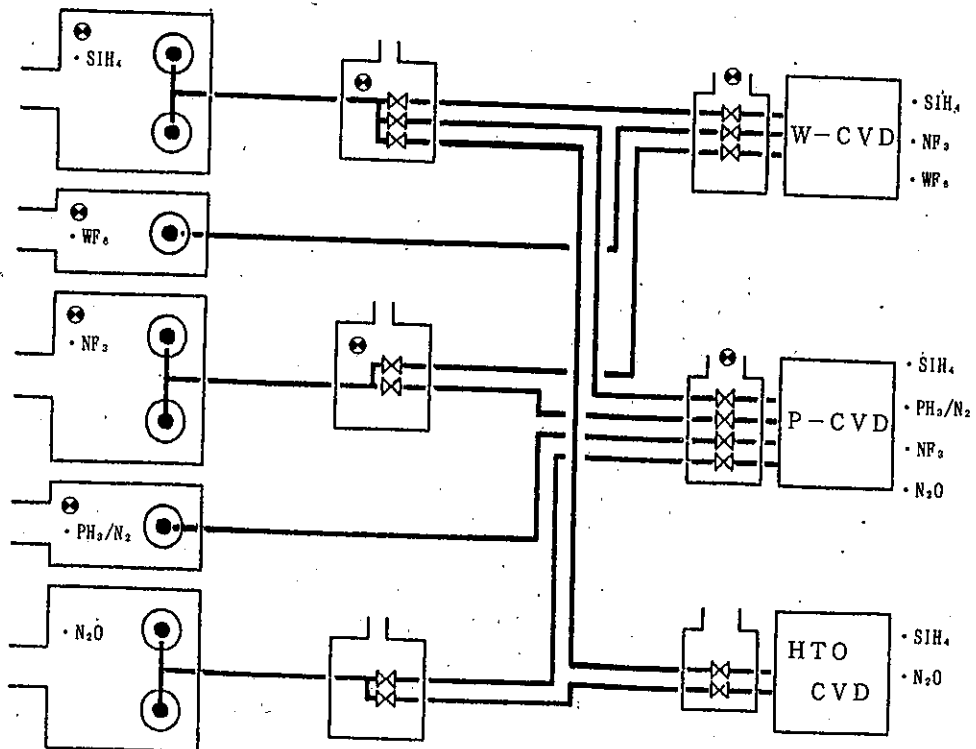 ・SIH₄
・WF₆
・NF₃
・PH₃/N₂
・N₂O
W-CVD
・SIH₄
・NF₃
・WF₆
P-CVD
・SIH₄
・PH₃/N₂
・NF₃
・N₂O
HTO
CVD
・SIH₄
・N₂O